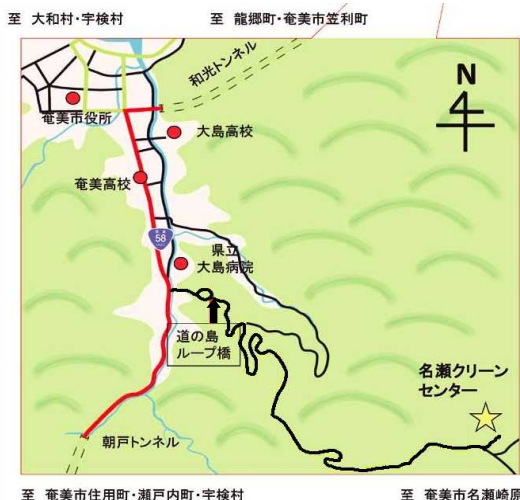 至 大和村・宇検村
至 龍郷町・奄美市笠利町
和光トンネル
N
奄美市役所
大島高校
奄美高校
58
県立
大島病院
道の島
ループ橋
名瀬クリーン
センター
朝戸トンネル
至 奄美市住用町・瀬戸内町・宇検村
至 奄美市名瀬崎原